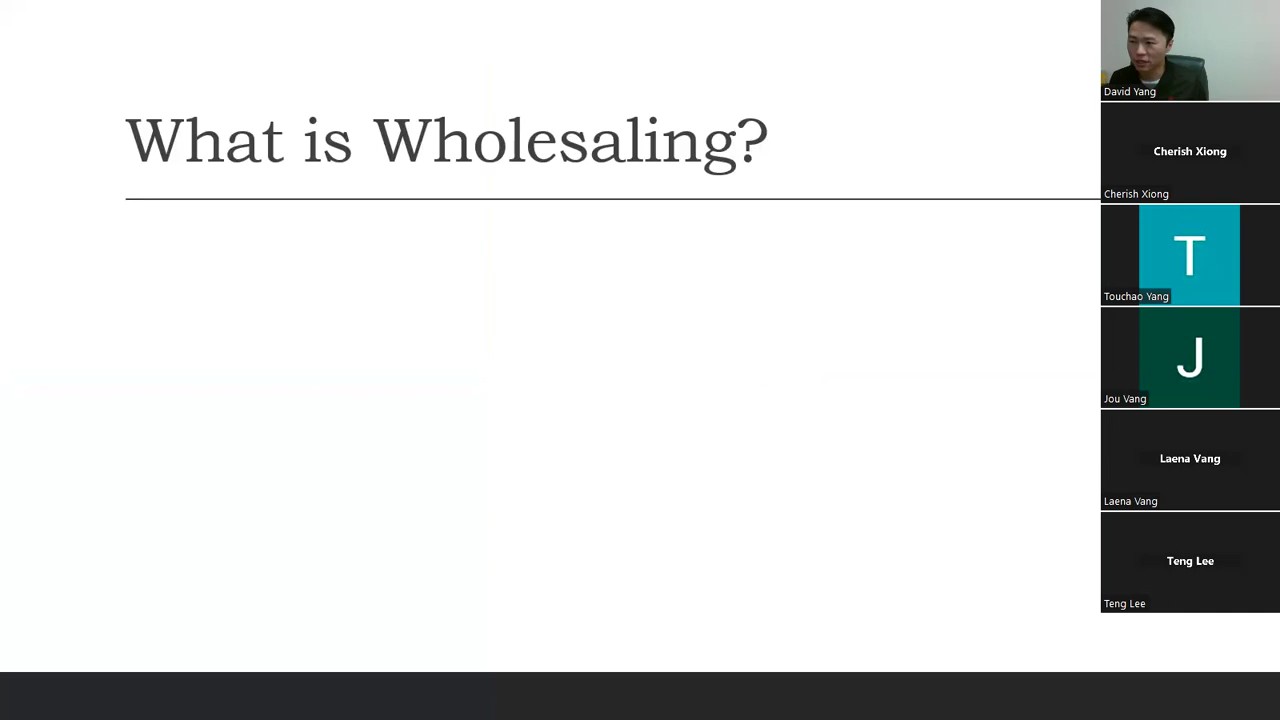 What is Wholesaling?
David Yang
Cherish Xiong
Cherish Xiong
T
Touchao Yang
J
Jou Vang
Laena Vang
Laena Vang
Teng Lee
Teng Lee